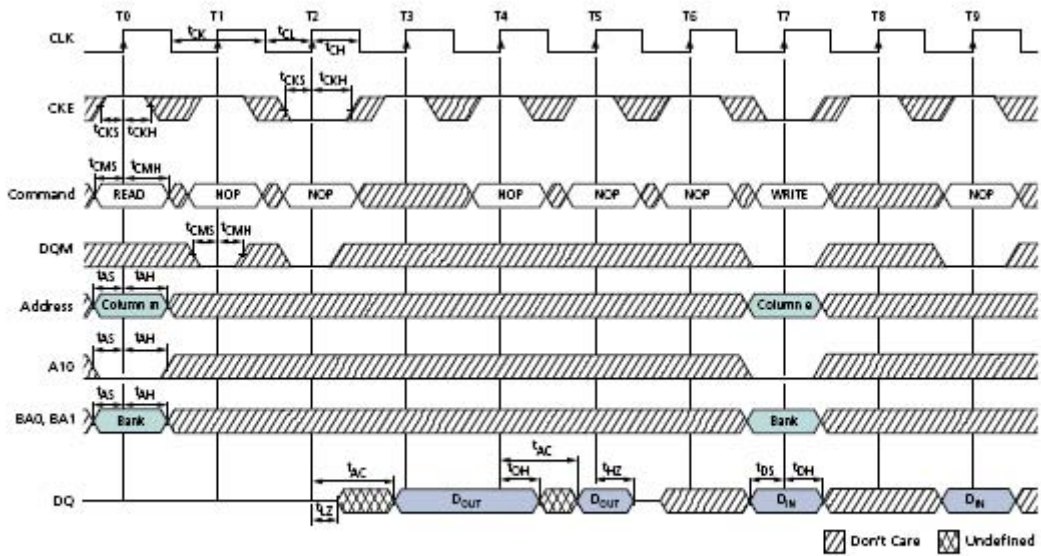 T0 T1 T2 T3 T4 T5 T6 T7 T8 T9
CLK tCK tCL tCH
tCKS tCKH
CKE
tCKS tCKH
tCMS tCMH
Command READ NOP NOP NOP NOP NOP WRITE NOP
tCMS tCMH
DQM
tAS tAH
Address Column m Column e
tAS tAH
A10
tAS tAH
BA0, BA1 Bank Bank
tAC tAC tOH tHZ tDS tDH
DQ DOUT DOUT DIN DIN
tLZ
Don't Care Undefined